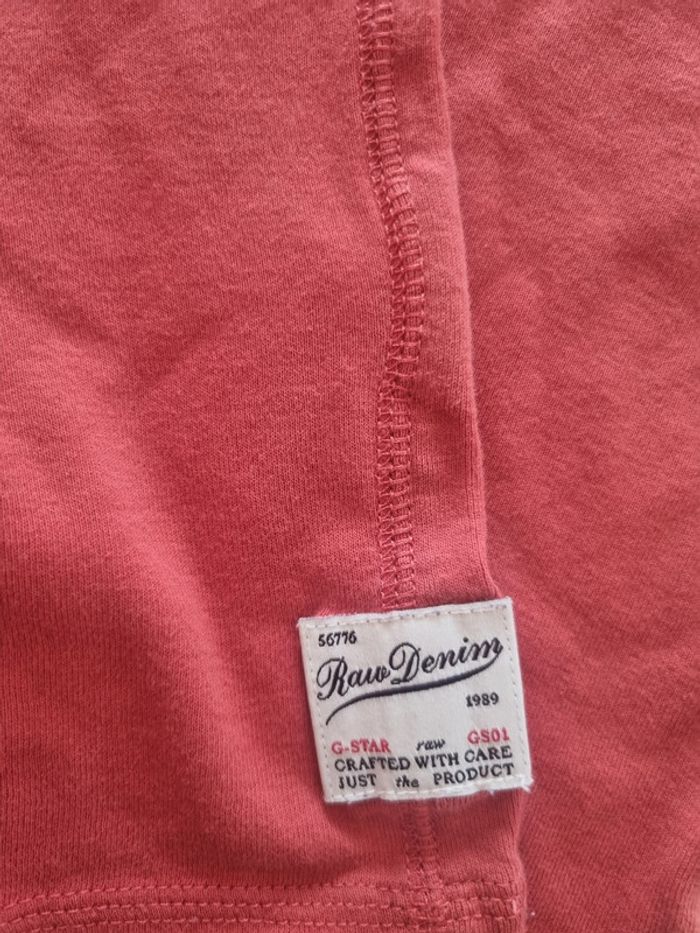 56776
Raw Denim
1989
G-STAR raw GS01
CRAFTED WITH CARE
JUST the PRODUCT